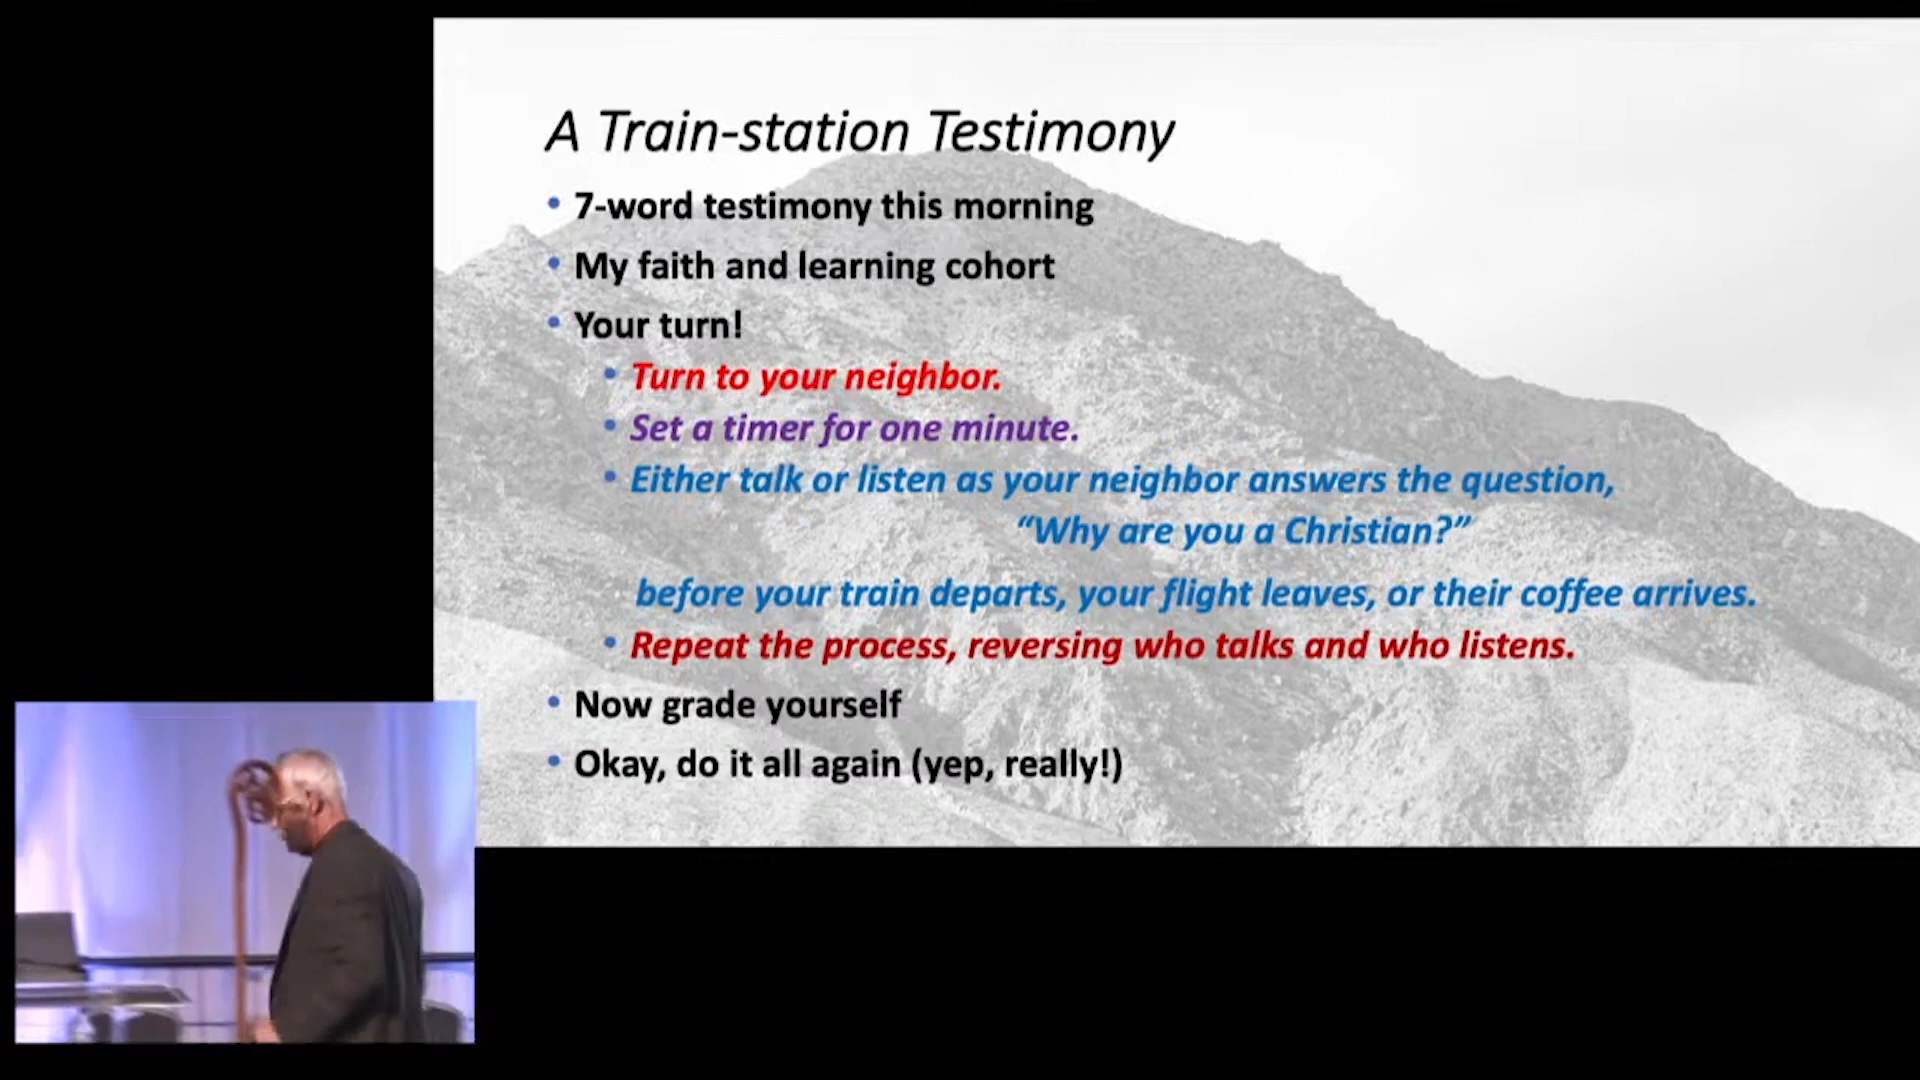 A Train-station Testimony
• 7-word testimony this morning
• My faith and learning cohort
• Your turn!
• Turn to your neighbor.
• Set a timer for one minute.
• Either talk or listen as your neighbor answers the question,
“Why are you a Christian?”
before your train departs, your flight leaves, or their coffee arrives.
• Repeat the process, reversing who talks and who listens.
• Now grade yourself
• Okay, do it all again (yep, really!)